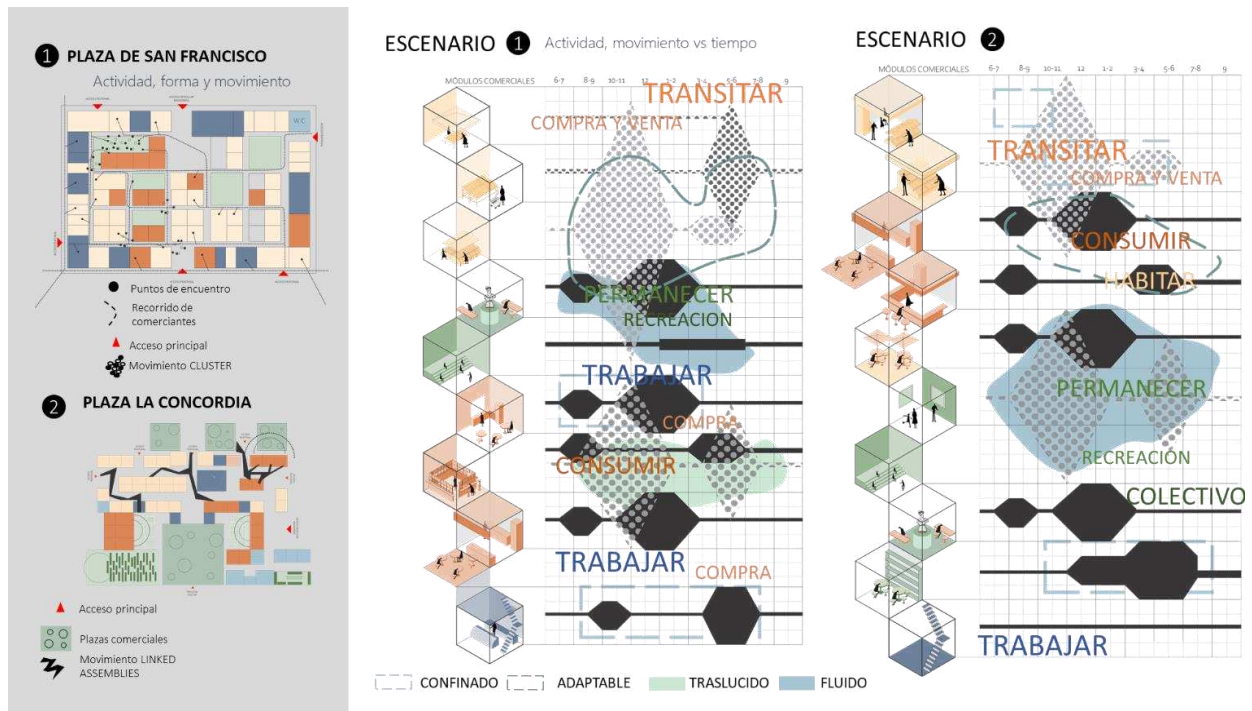 1 PLAZA DE SAN FRANCISCO
Actividad, forma y movimiento
W.C
Puntos de encuentro
Recorrido de
comerciantes
Acceso principal
Movimiento CLUSTER
2 PLAZA LA CONCORDIA
Acceso principal
Plazas comerciales
Movimiento LINKED
ASSEMBLIES
ESCENARIO 1 Actividad, movimiento vs tiempo
MÓDULOS COMERCIALES 6-7 8-9 10-11 12 1-2 3-4 5-6 7-8 9
TRANSITAR
COMPRA Y VENTA
PERMANECER
RECREACION
TRABAJAR
COMPRA
CONSUMIR
TRABAJAR
COMPRA
ESCENARIO 2
MÓDULOS COMERCIALES 6-7 8-9 10-11 12 1-2 3-4 5-6 7-8 9
TRANSITAR
COMPRA Y VENTA
CONSUMIR
HABITAR
PERMANECER
RECREACIÓN
COLECTIVO
TRABAJAR
CONFINADO ADAPTABLE TRASLUCIDO FLUIDO